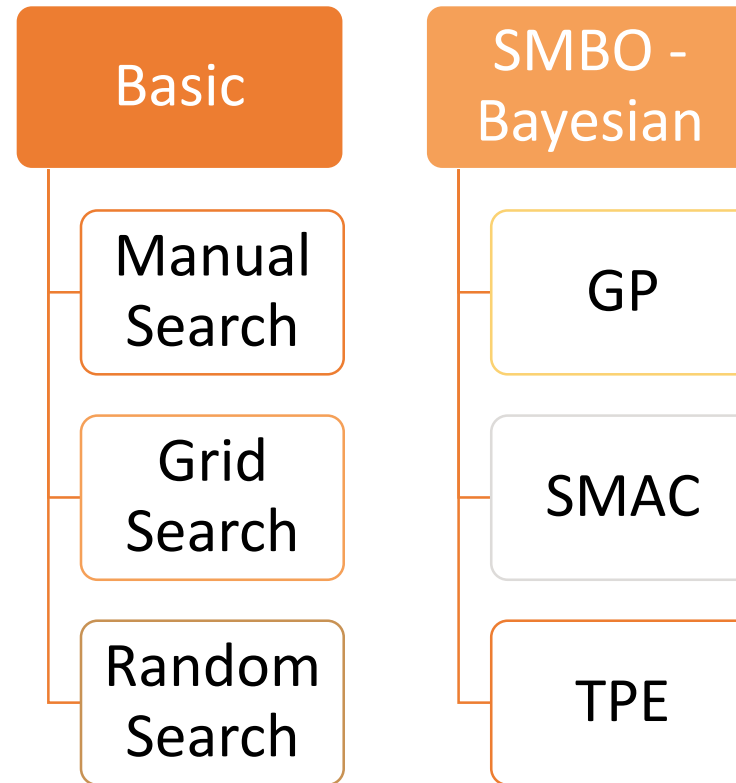 Basic
Manual
Search
Grid
Search
Random
Search
SMBO -
Bayesian
GP
SMAC
TPE